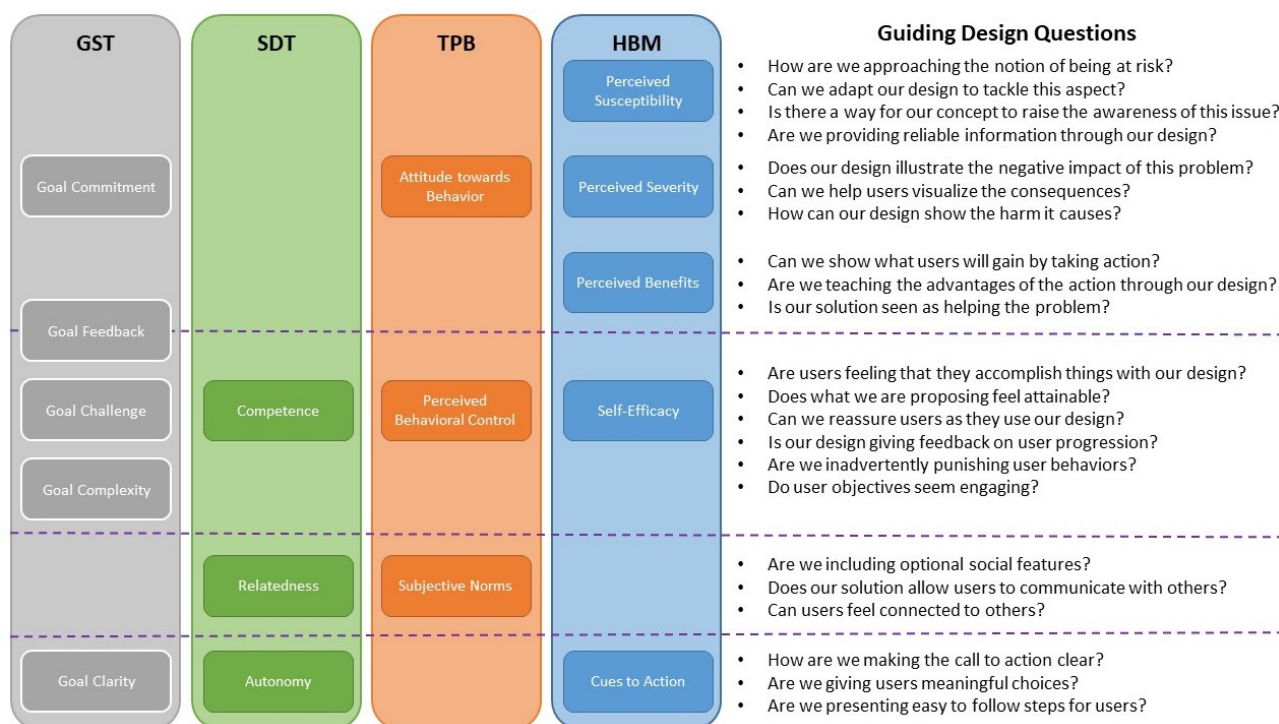 GST
SDT
TPB
HBM
Guiding Design Questions
Perceived
Susceptibility
• How are we approaching the notion of being at risk?
• Can we adapt our design to tackle this aspect?
• Is there a way for our concept to raise the awareness of this issue?
• Are we providing reliable information through our design?
Goal Commitment
Attitude towards
Behavior
Perceived Severity
• Does our design illustrate the negative impact of this problem?
• Can we help users visualize the consequences?
• How can our design show the harm it causes?
Perceived Benefits
• Can we show what users will gain by taking action?
• Are we teaching the advantages of the action through our design?
• Is our solution seen as helping the problem?
Goal Feedback
Goal Challenge
Competence
Perceived
Behavioral Control
Self-Efficacy
• Are users feeling that they accomplish things with our design?
• Does what we are proposing feel attainable?
• Can we reassure users as they use our design?
• Is our design giving feedback on user progression?
• Are we inadvertently punishing user behaviors?
• Do user objectives seem engaging?
Goal Complexity
Relatedness
Subjective Norms
• Are we including optional social features?
• Does our solution allow users to communicate with others?
• Can users feel connected to others?
Goal Clarity
Autonomy
Cues to Action
• How are we making the call to action clear?
• Are we giving users meaningful choices?
• Are we presenting easy to follow steps for users?